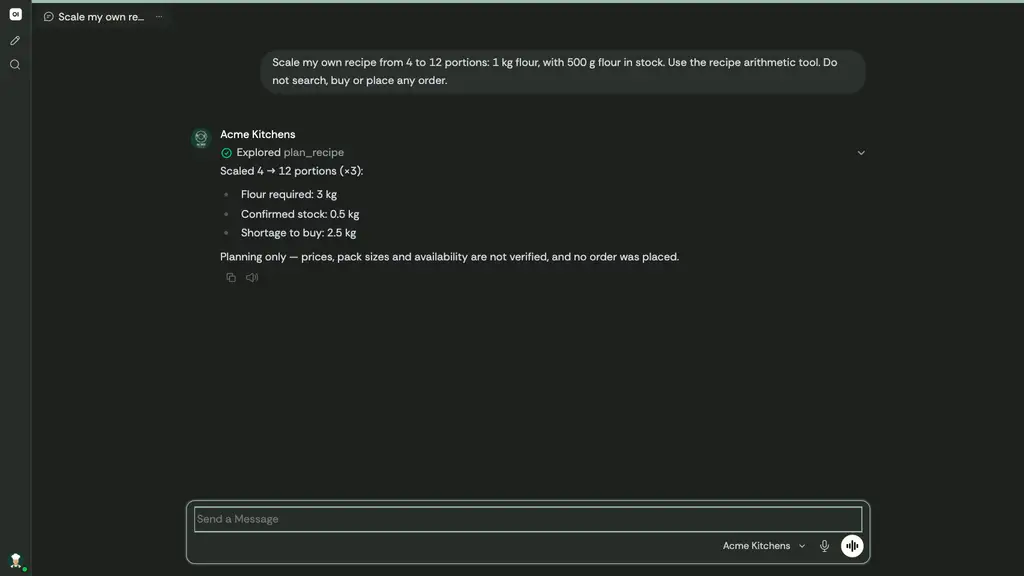 OI
Scale my own re...
Scale my own recipe from 4 to 12 portions: 1 kg flour, with 500 g flour in stock. Use the recipe arithmetic tool. Do
not search, buy or place any order.
Acme Kitchens
Explored plan_recipe
Scaled 4 → 12 portions (×3):
Flour required: 3 kg
Confirmed stock: 0.5 kg
Shortage to buy: 2.5 kg
Planning only — prices, pack sizes and availability are not verified, and no order was placed.
Send a Message
Acme Kitchens